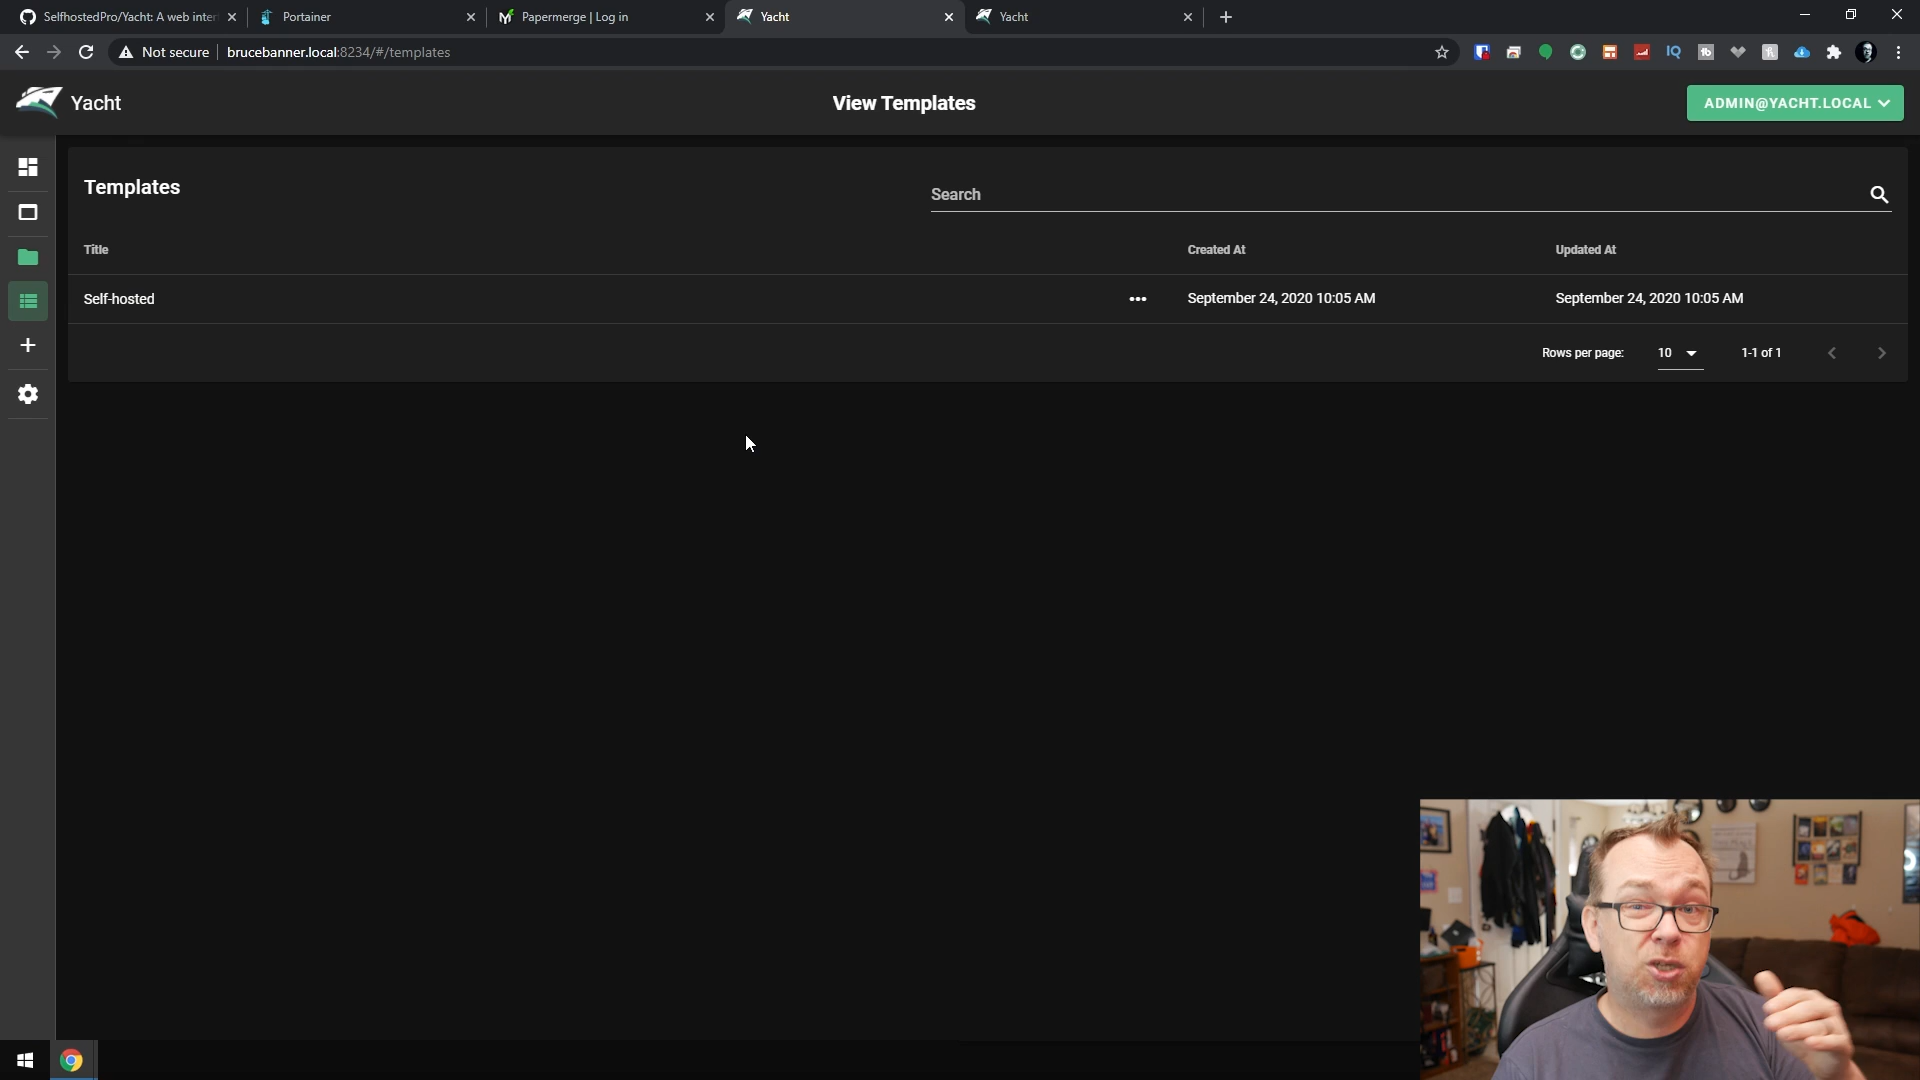 SelfhostedPro/Yacht: A web inter
Portainer
Papermerge | Log in
Yacht
Yacht
Not secure
brucebanner.local:8234/#/templates
IQ
Yacht
View Templates
ADMIN@YACHT.LOCAL
Templates
Search
Title
Created At
Updated At
Self-hosted
September 24, 2020 10:05 AM
September 24, 2020 10:05 AM
Rows per page:
10
1-1 of 1